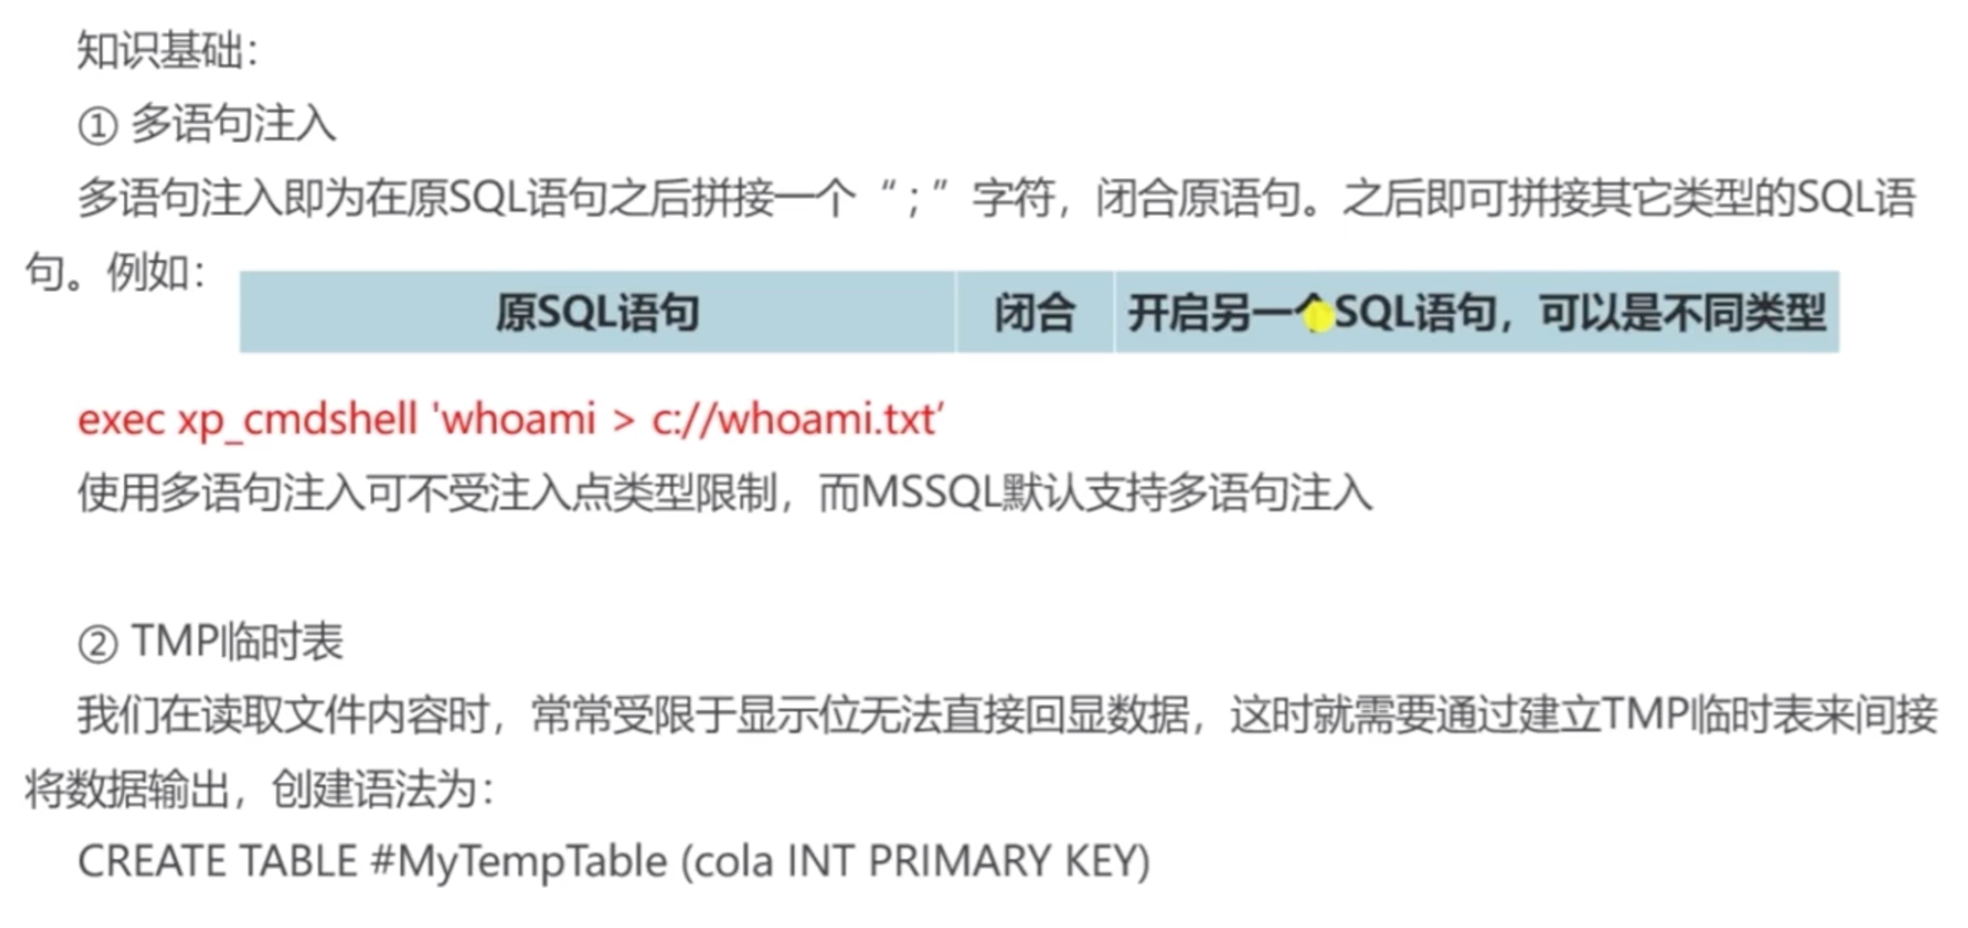 知识基础：
① 多语句注入
多语句注入即为在原SQL语句之后拼接一个“ ; ”字符，闭合原语句。之后即可拼接其它类型的SQL语
句。例如：
原SQL语句 闭合 开启另一个SQL语句，可以是不同类型
exec xp_cmdshell 'whoami > c://whoami.txt’
使用多语句注入可不受注入点类型限制，而MSSQL默认支持多语句注入
② TMP临时表
我们在读取文件内容时，常常受限于显示位无法直接回显数据，这时就需要通过建立TMP临时表来间接
将数据输出，创建语法为：
CREATE TABLE #MyTempTable (cola INT PRIMARY KEY)